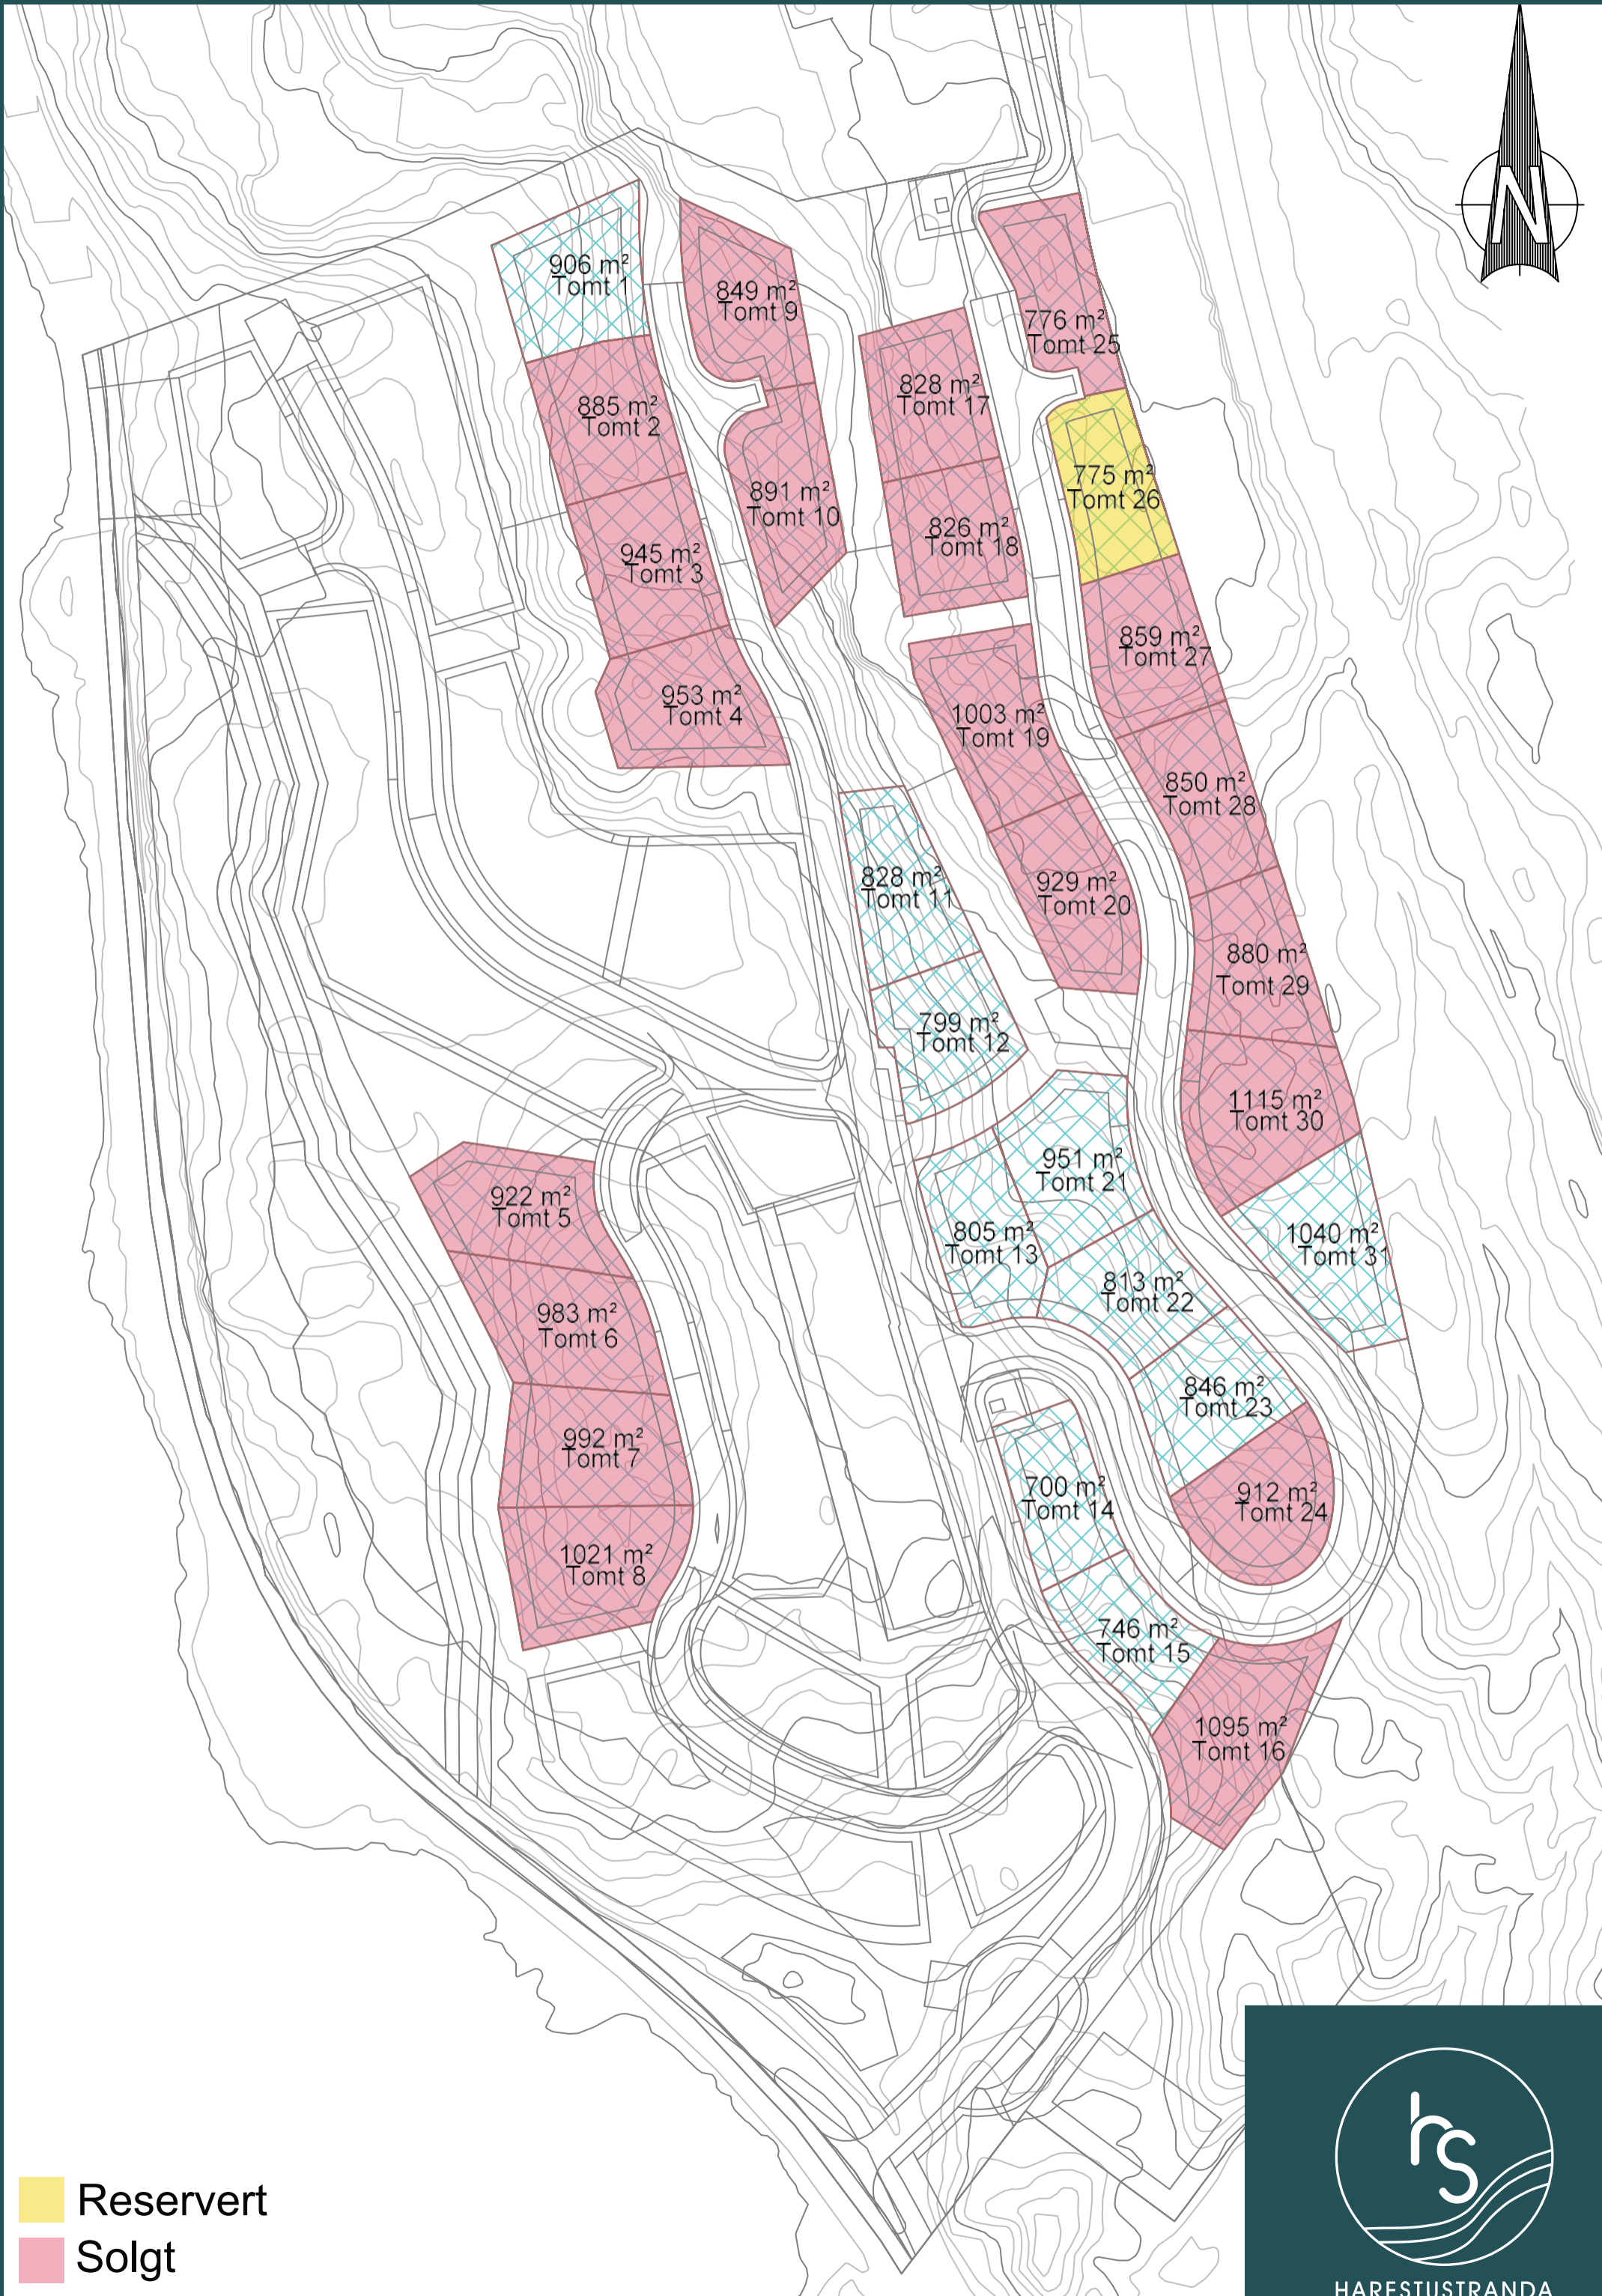 N
906 m²
Tomt 1
885 m²
Tomt 2
945 m²
Tomt 3
953 m²
Tomt 4
849 m²
Tomt 9
891 m²
Tomt 10
828 m²
Tomt 17
826 m²
Tomt 18
776 m²
Tomt 25
775 m²
Tomt 26
859 m²
Tomt 27
1003 m²
Tomt 19
850 m²
Tomt 28
828 m²
Tomt 11
929 m²
Tomt 20
880 m²
Tomt 29
799 m²
Tomt 12
1115 m²
Tomt 30
951 m²
Tomt 21
922 m²
Tomt 5
805 m²
Tomt 13
1040 m²
Tomt 31
813 m²
Tomt 22
983 m²
Tomt 6
846 m²
Tomt 23
992 m²
Tomt 7
700 m²
Tomt 14
912 m²
Tomt 24
1021 m²
Tomt 8
746 m²
Tomt 15
1095 m²
Tomt 16
Reservert
Solgt
hs
HARESTUSTRANDA